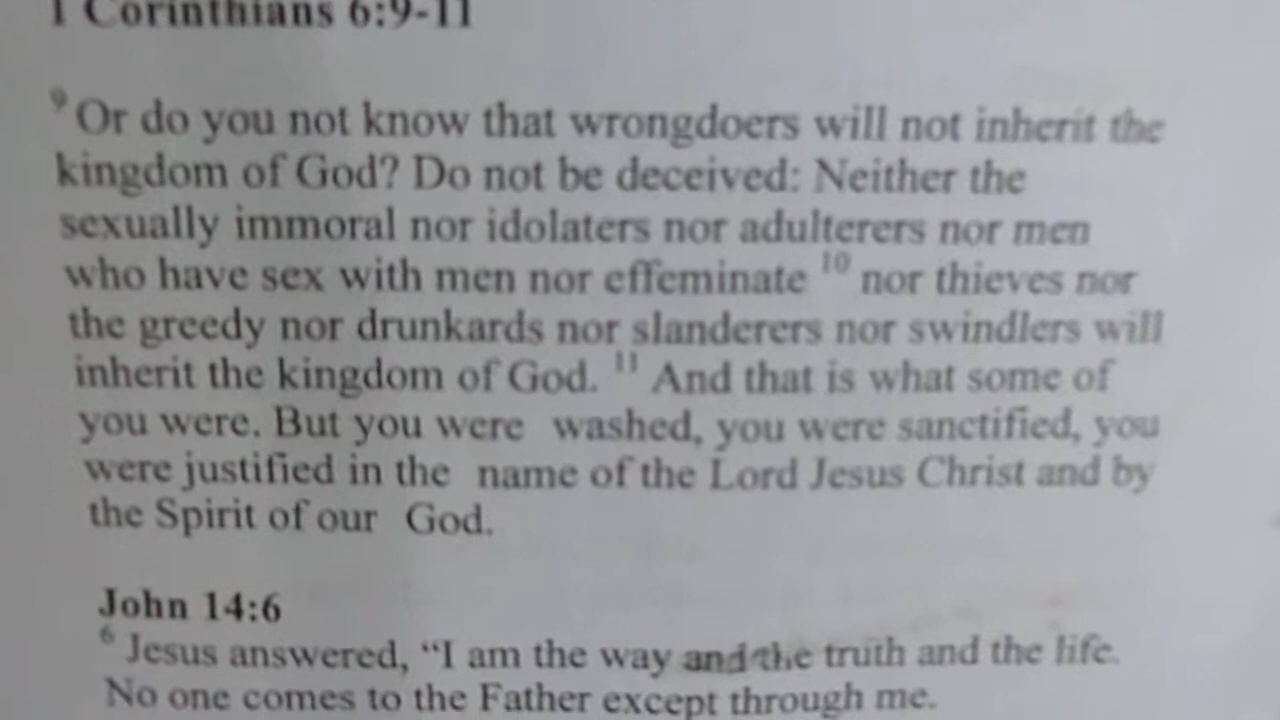 1 Corinthians 6:9-11
9 Or do you not know that wrongdoers will not inherit the
kingdom of God? Do not be deceived: Neither the
sexually immoral nor idolaters nor adulterers nor men
who have sex with men nor effeminate 10 nor thieves nor
the greedy nor drunkards nor slanderers nor swindlers will
inherit the kingdom of God. 11 And that is what some of
you were. But you were washed, you were sanctified, you
were justified in the name of the Lord Jesus Christ and by
the Spirit of our God.
John 14:6
6 Jesus answered, “I am the way and the truth and the life.
No one comes to the Father except through me.